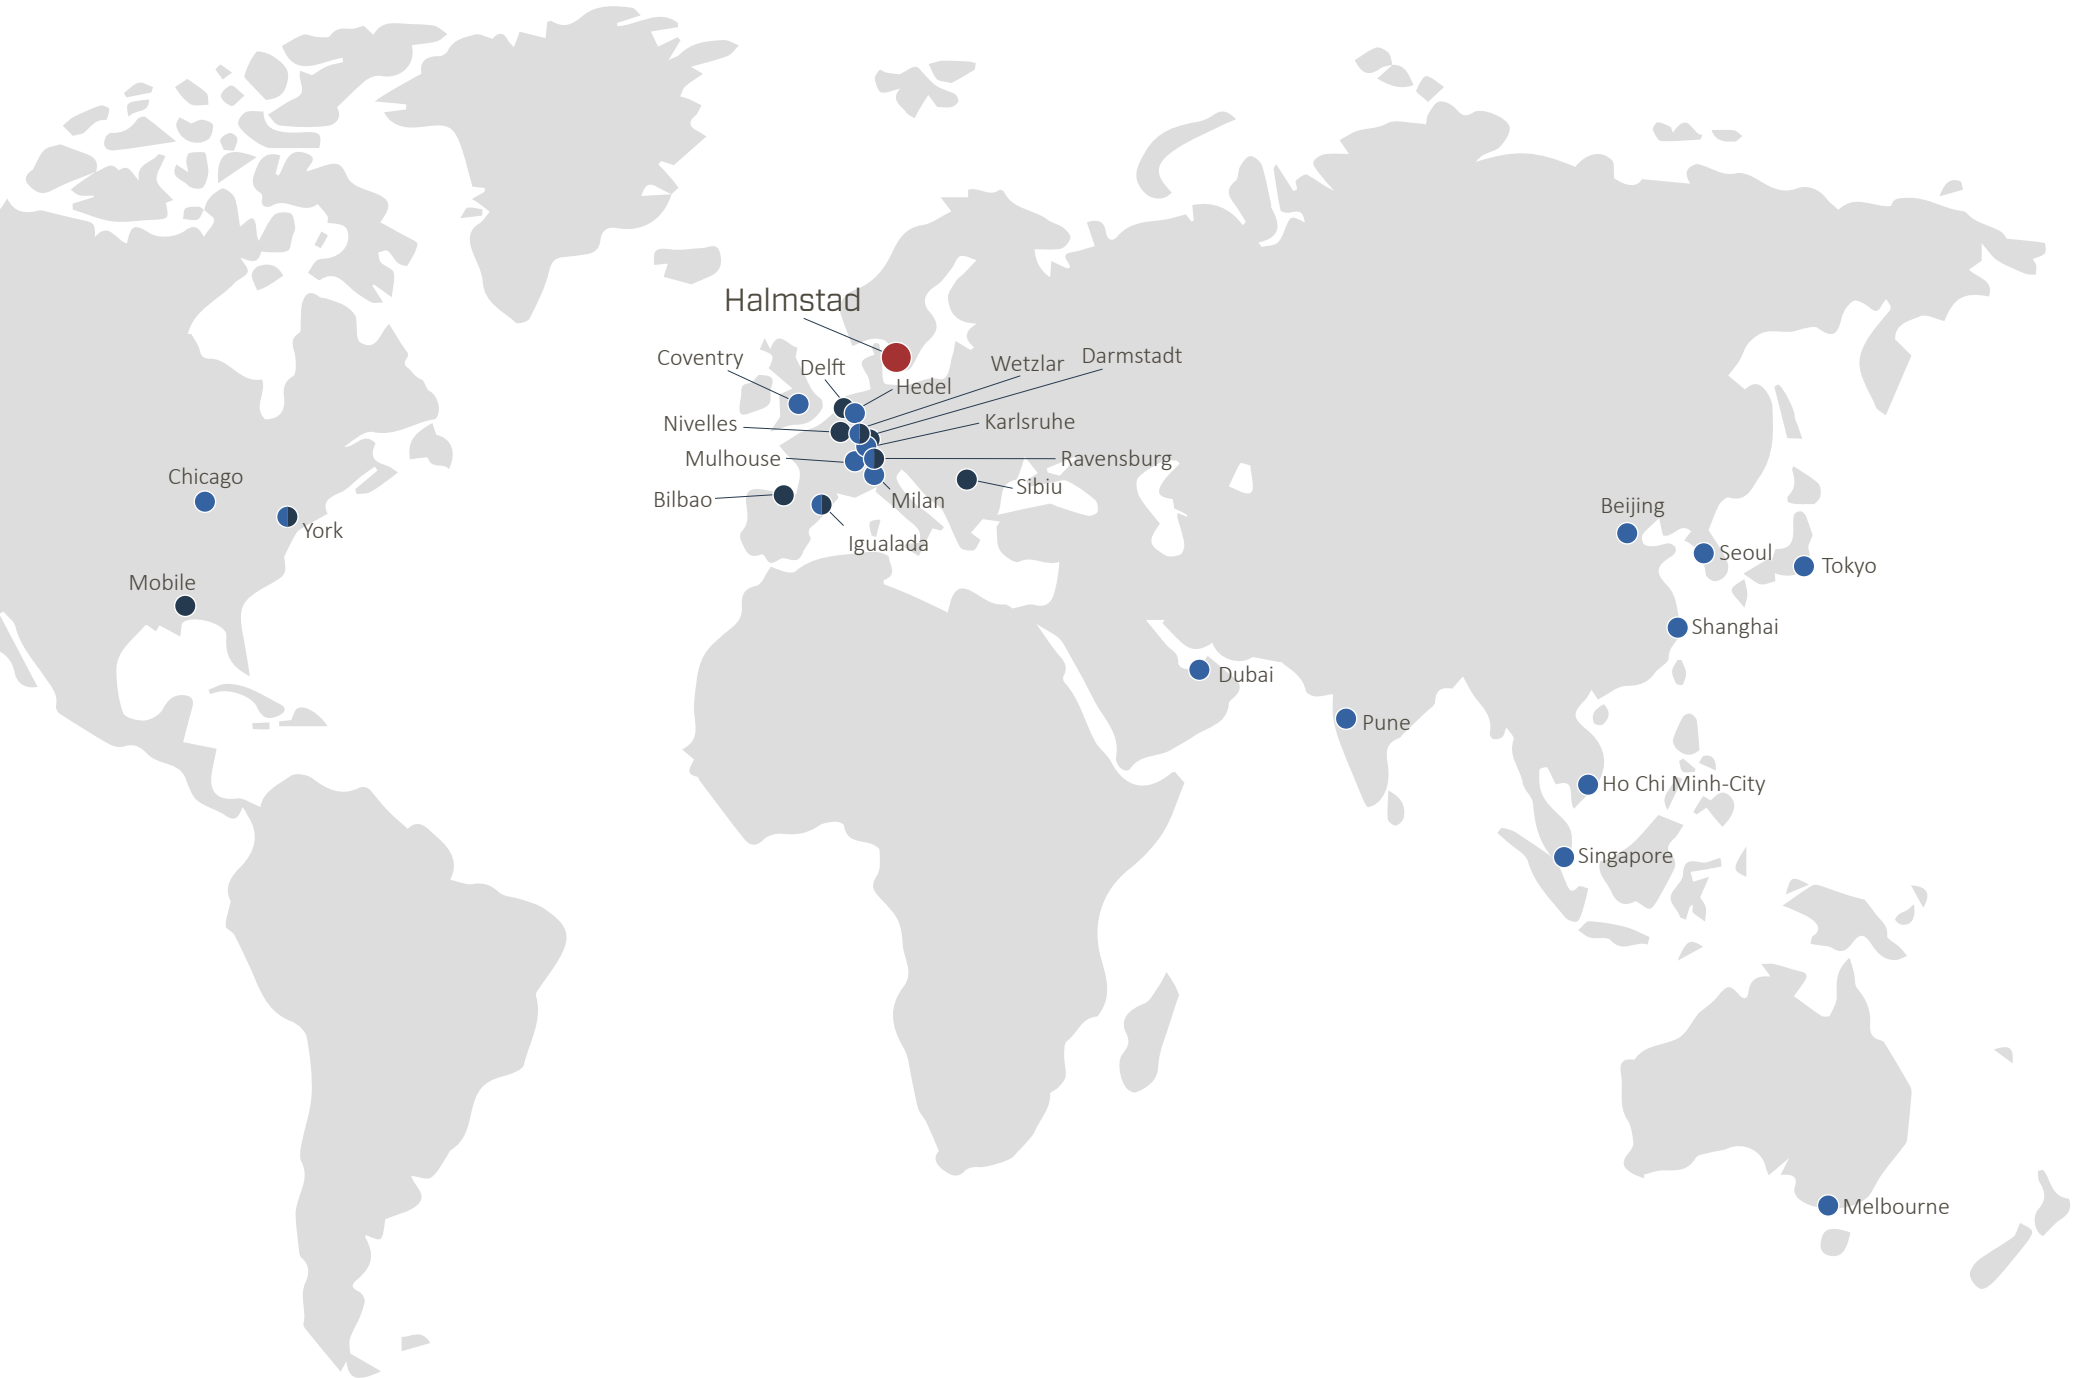 Halmstad
Coventry
Delft
Wetzlar
Darmstadt
Hedel
Nivelles
Karlsruhe
Mulhouse
Ravensburg
Bilbao
Milan
Sibiu
Igualada
Chicago
York
Mobile
Beijing
Seoul
Tokyo
Shanghai
Dubai
Pune
Ho Chi Minh-City
Singapore
Melbourne